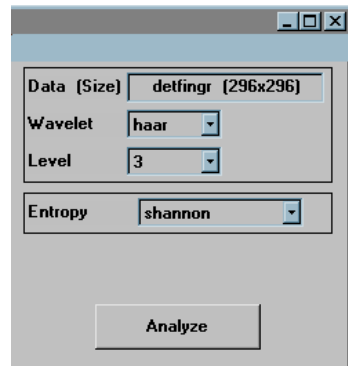 Data (Size) detfingr (296x296)
Wavelet haar
Level 3
Entropy shannon
Analyze